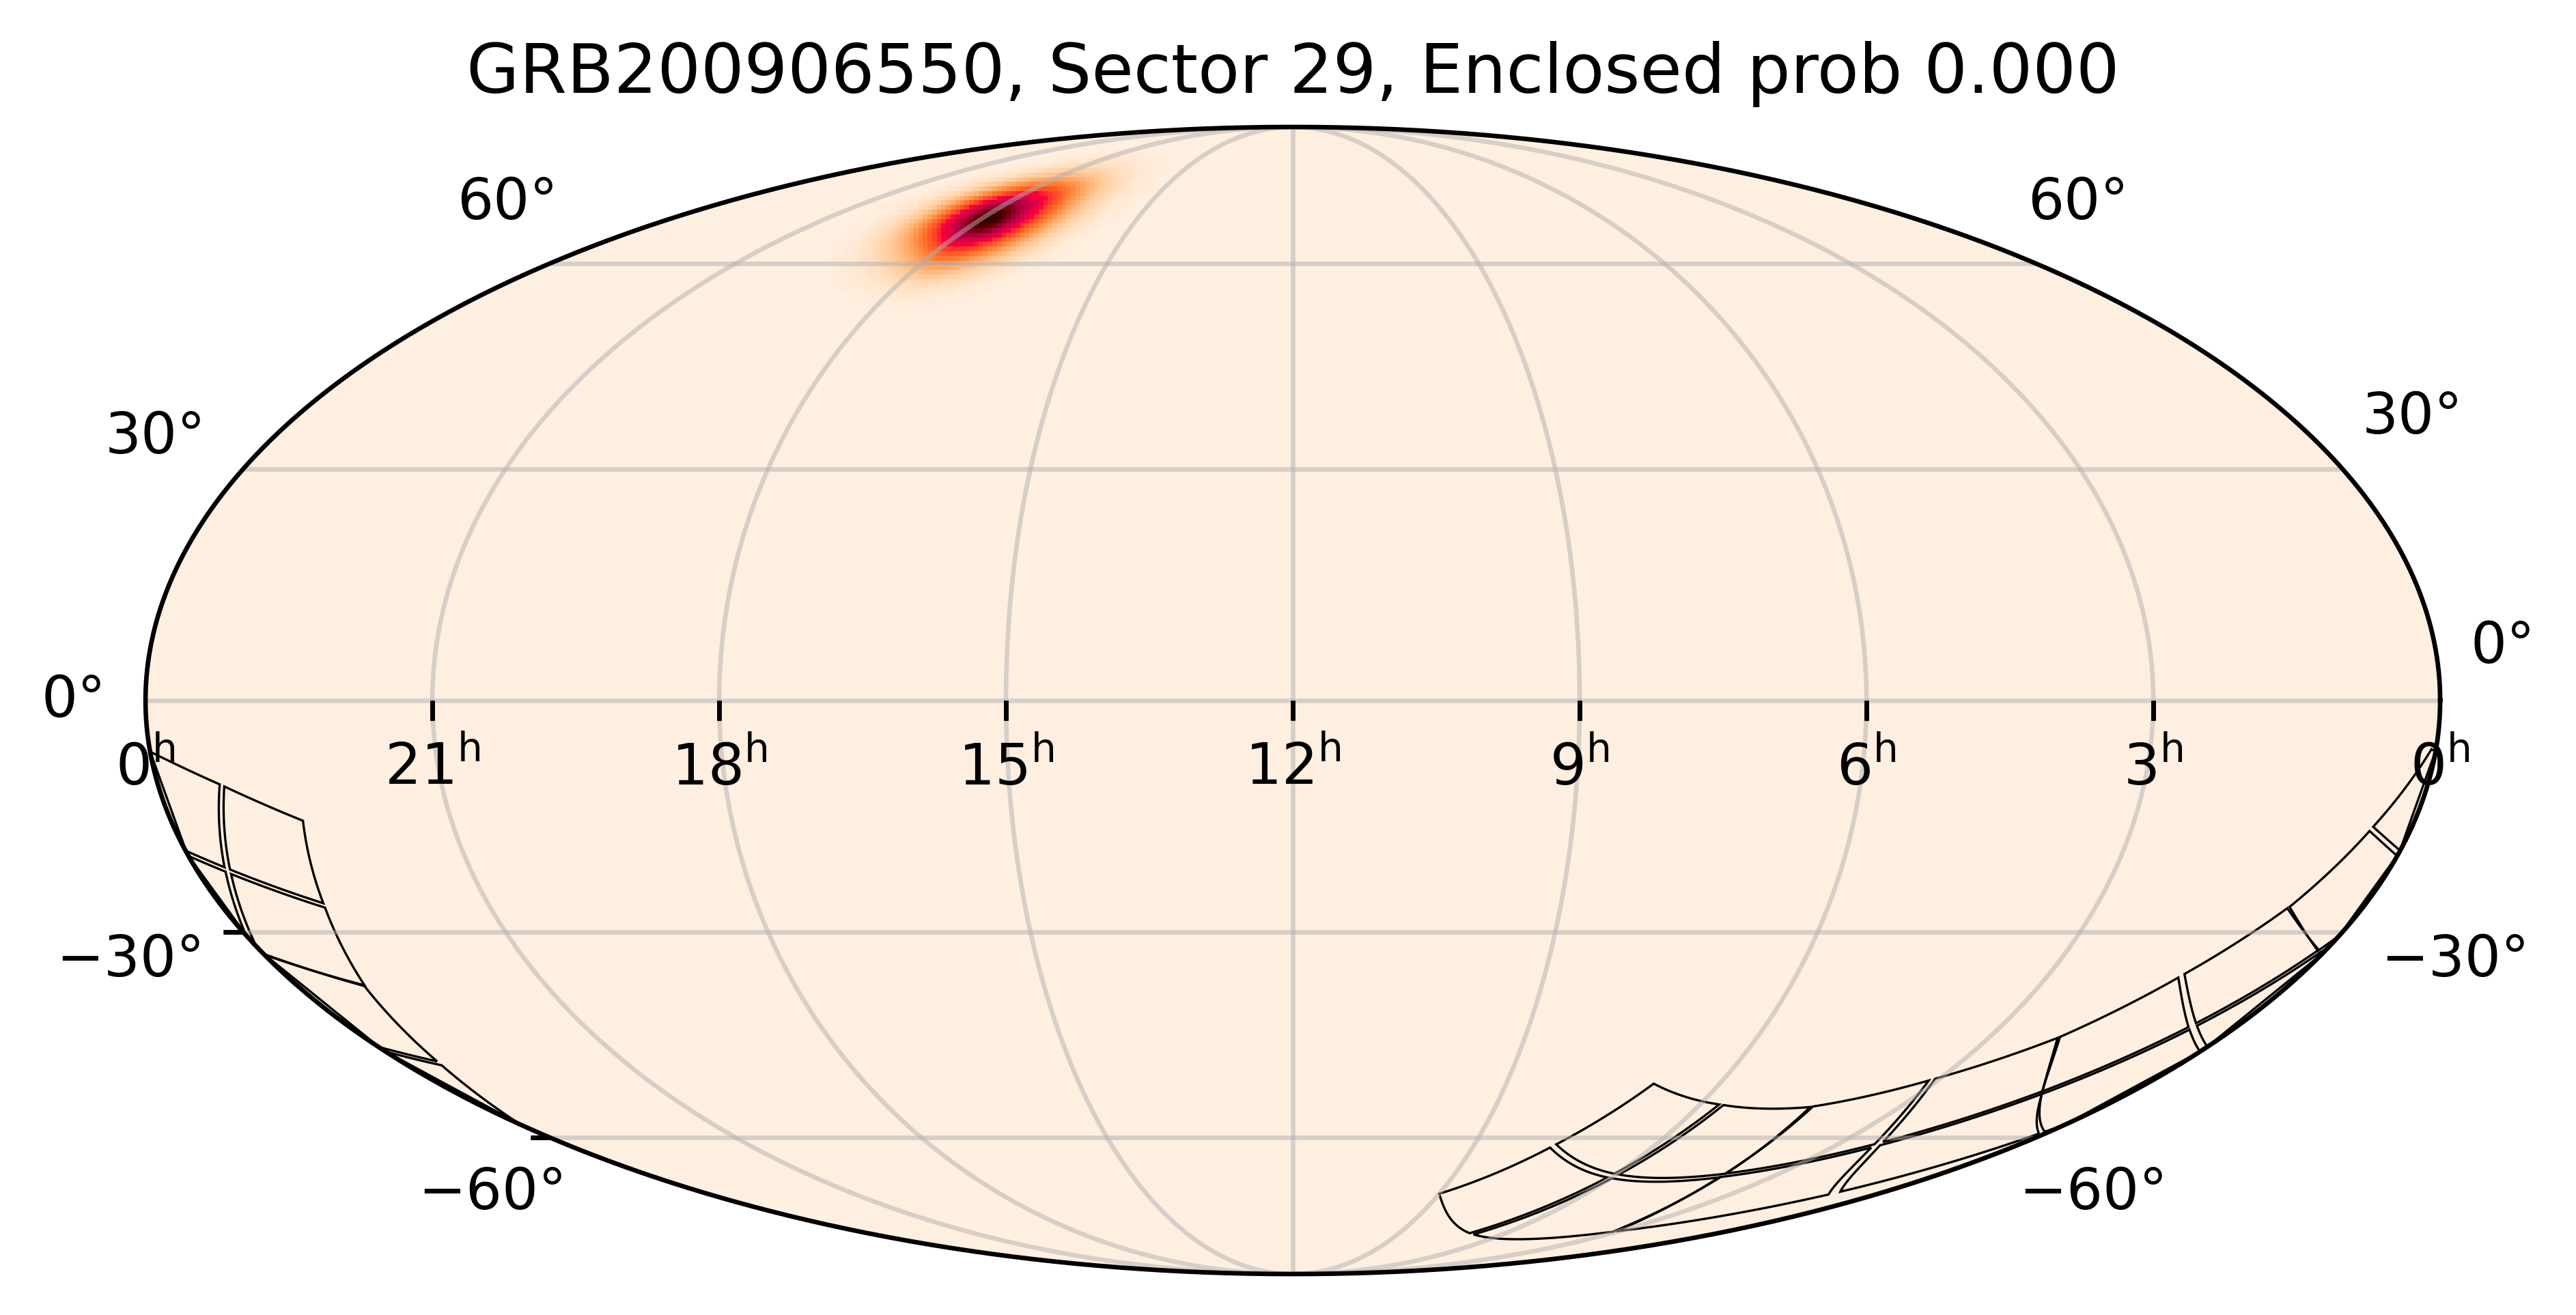 GRB200906550, Sector 29, Enclosed prob 0.000
60° 60°
30° 30°
0° 0°
0ʰ 21ʰ 18ʰ 15ʰ 12ʰ 9ʰ 6ʰ 3ʰ 0ʰ
−30° −30°
−60° −60°